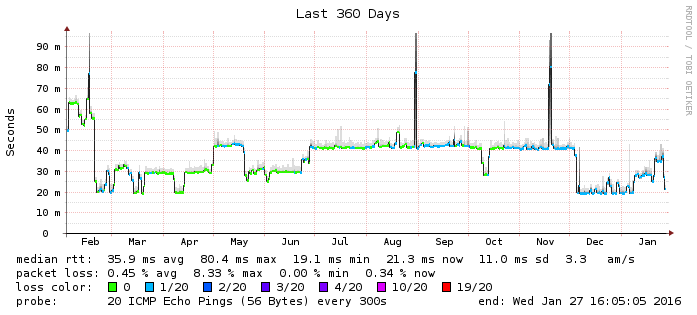 Last 360 Days
RRDTOOL / TOBI OETIKER
Seconds
90 m
80 m
70 m
60 m
50 m
40 m
30 m
20 m
10 m
0
Feb Mar Apr May Jun Jul Aug Sep Oct Nov Dec Jan
median rtt: 35.9 ms avg 80.4 ms max 19.1 ms min 21.3 ms now 11.0 ms sd 3.3 am/s
packet loss: 0.45 % avg 8.33 % max 0.00 % min 0.34 % now
loss color: 0 1/20 2/20 3/20 4/20 10/20 19/20
probe: 20 ICMP Echo Pings (56 Bytes) every 300s end: Wed Jan 27 16:05:05 2016